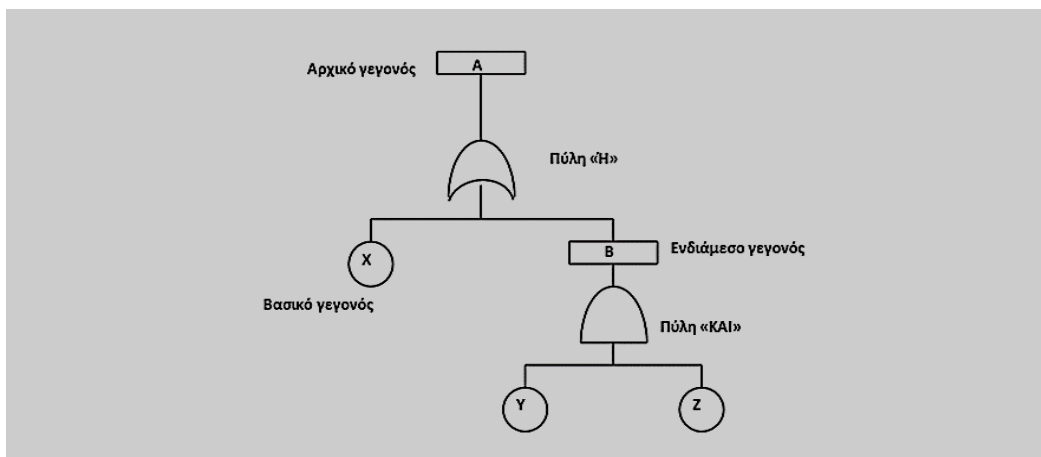 Αρχικό γεγονός
A
Πύλη «Ή»
X
B
Ενδιάμεσο γεγονός
Βασικό γεγονός
Πύλη «ΚΑΙ»
Y
Z